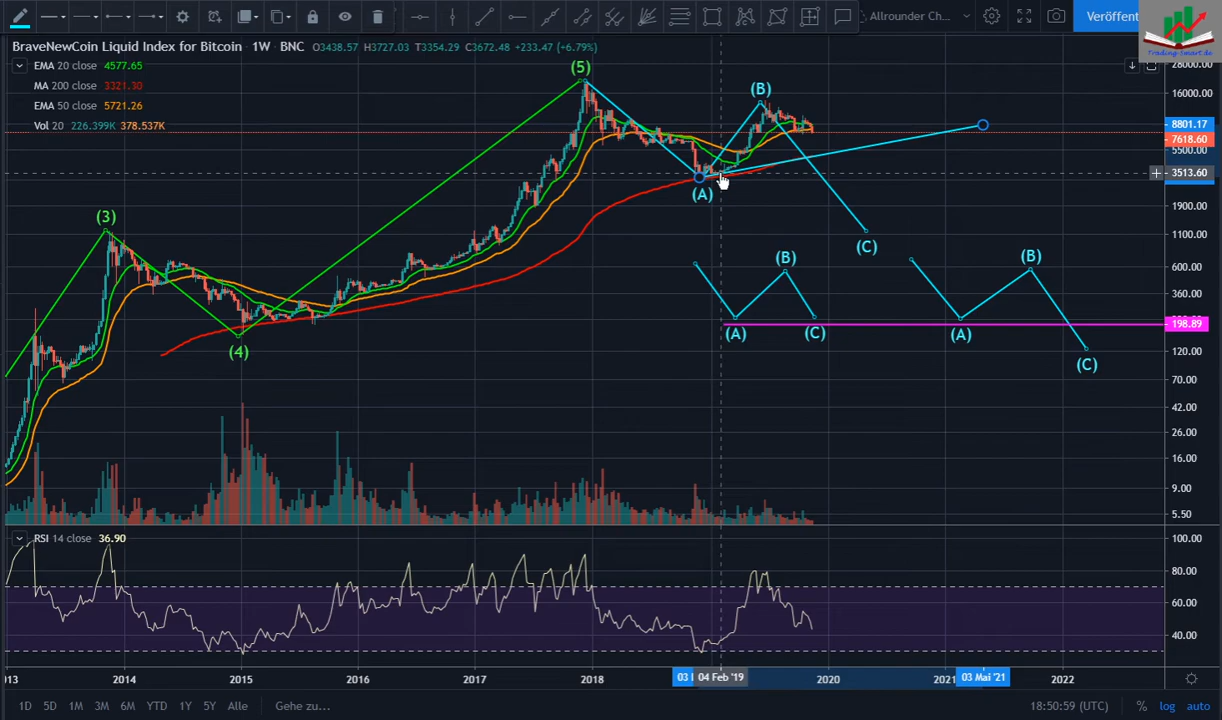 Allrounder Ch...
Veröffent
Trading-Smart.de
BraveNewCoin Liquid Index for Bitcoin · 1W · BNC O3438.57 H3727.03 T3354.29 C3672.48 +233.47 (+6.79%)
EMA 20 close 4577.65
MA 200 close 3321.30
EMA 50 close 5721.26
Vol 20 226.399K 378.537K
(5)
(B)
(3)
(A)
(C)
(4)
(B)
(B)
(A)
(C)
(A)
(C)
28000.00
16000.00
8801.17
7618.60
5500.00
3513.60
1900.00
1100.00
600.00
360.00
198.89
120.00
70.00
42.00
26.00
16.00
9.00
5.50
RSI 14 close 36.90
100.00
80.00
60.00
40.00
13 2014 2015 2016 2017 2018 04 Feb '19 2020 2021 03 Mai '21 2022
1D 5D 1M 3M 6M YTD 1Y 5Y Alle Gehe zu... 18:50:59 (UTC) % log auto